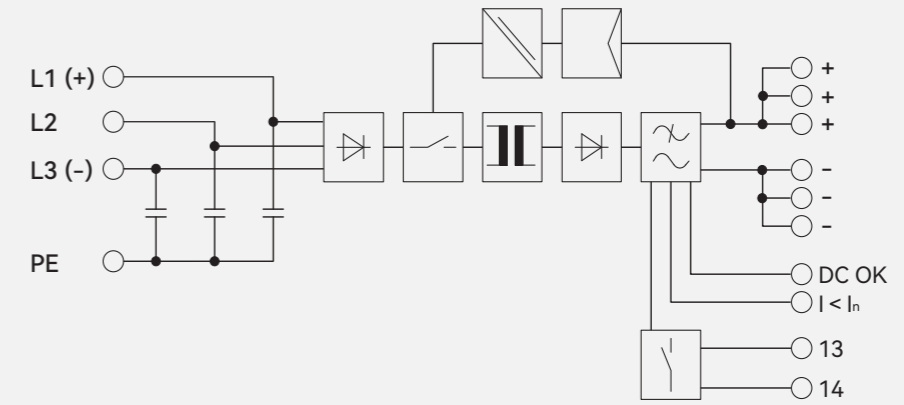 L1 (+)
L2
L3 (-)
PE
+
+
+
-
-
-
DC OK
I < Iₙ
13
14